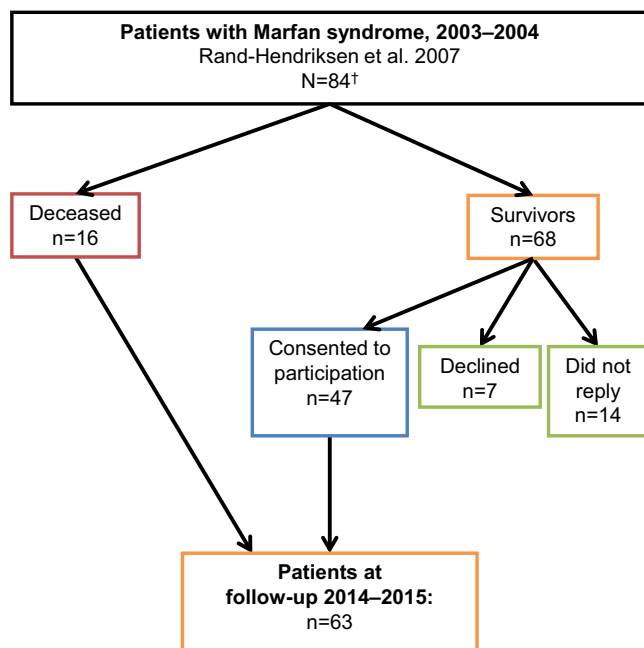 Patients with Marfan syndrome, 2003–2004
Rand-Hendriksen et al. 2007
N=84†
Deceased
n=16
Survivors
n=68
Consented to
participation
n=47
Declined
n=7
Did not
reply
n=14
Patients at
follow-up 2014–2015:
n=63